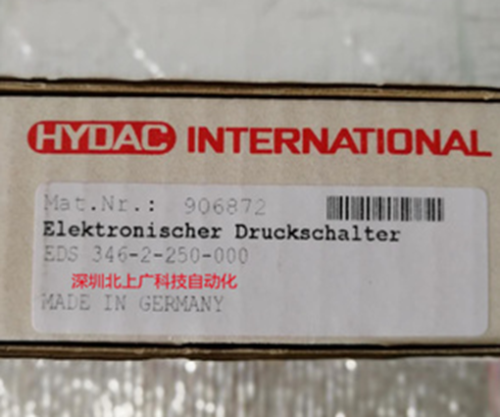 HYDAC INTERNATIONAL
Mat.Nr.: 906872
Elektronischer Druckschalter
EDS 346-2-250-000
深圳北上广科技自动化
MADE IN GERMANY